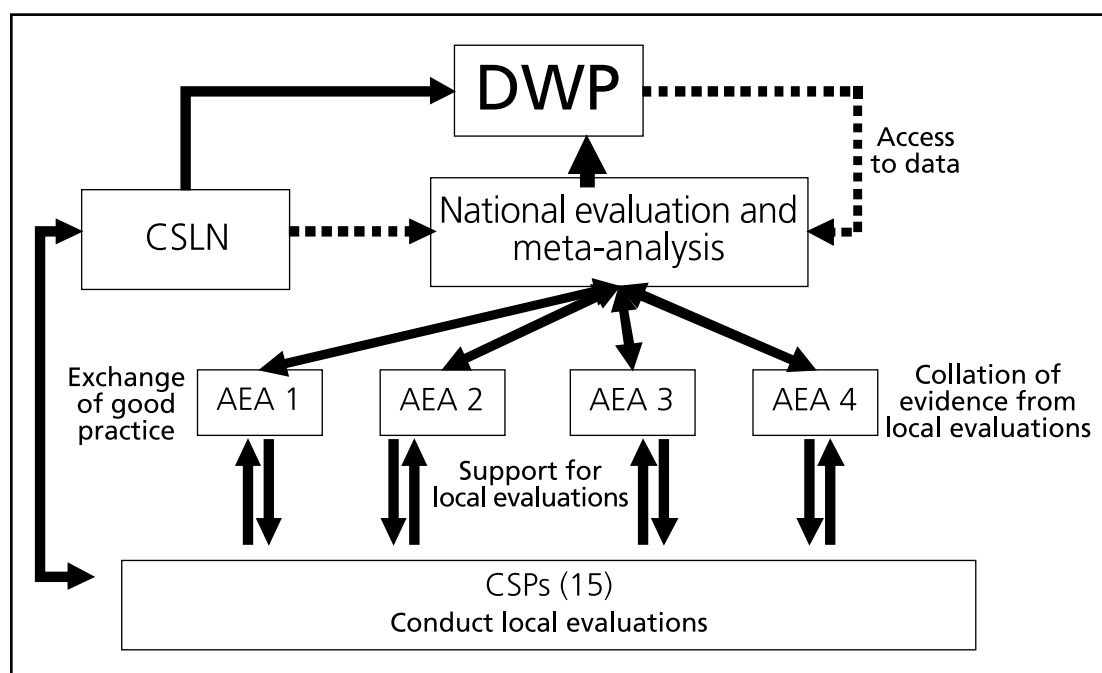 DWP
Access
to data
CSLN
National evaluation and
meta-analysis
Exchange
of good
practice
AEA 1
AEA 2
AEA 3
AEA 4
Collation of
evidence from
local evaluations
Support for
local evaluations
CSPs (15)
Conduct local evaluations